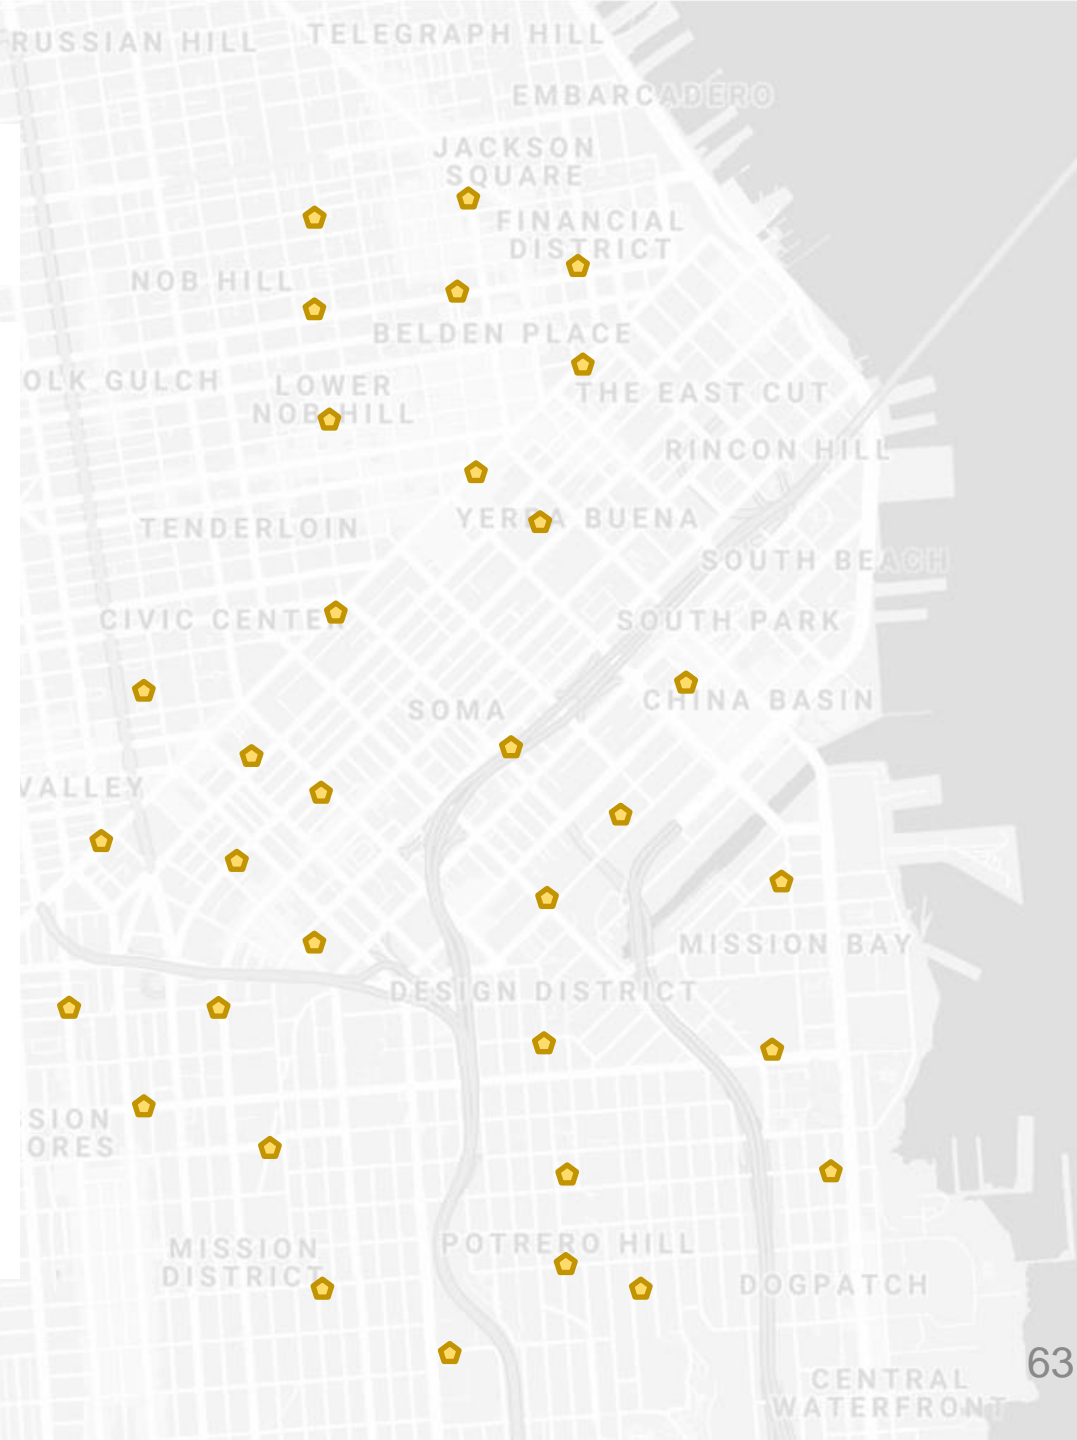 RUSSIAN HILL
TELEGRAPH HILL
EMBARCADERO
JACKSON
SQUARE
FINANCIAL
DISTRICT
NOB HILL
BELDEN PLACE
OLK GULCH
LOWER
NOB HILL
THE EAST CUT
RINCON HILL
YERBA BUENA
TENDERLOIN
SOUTH BEACH
CIVIC CENTER
SOUTH PARK
CHINA BASIN
SOMA
VALLEY
MISSION BAY
DESIGN DISTRICT
SION
ORES
MISSION
DISTRICT
POTRERO HILL
DOGPATCH
63
CENTRAL
WATERFRONT